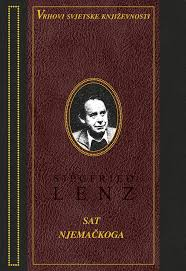 VRHOVI SVJETSKE KNJIŽEVNOSTI
SIEGFRIED
LENZ
SAT
NJEMAČKOGA